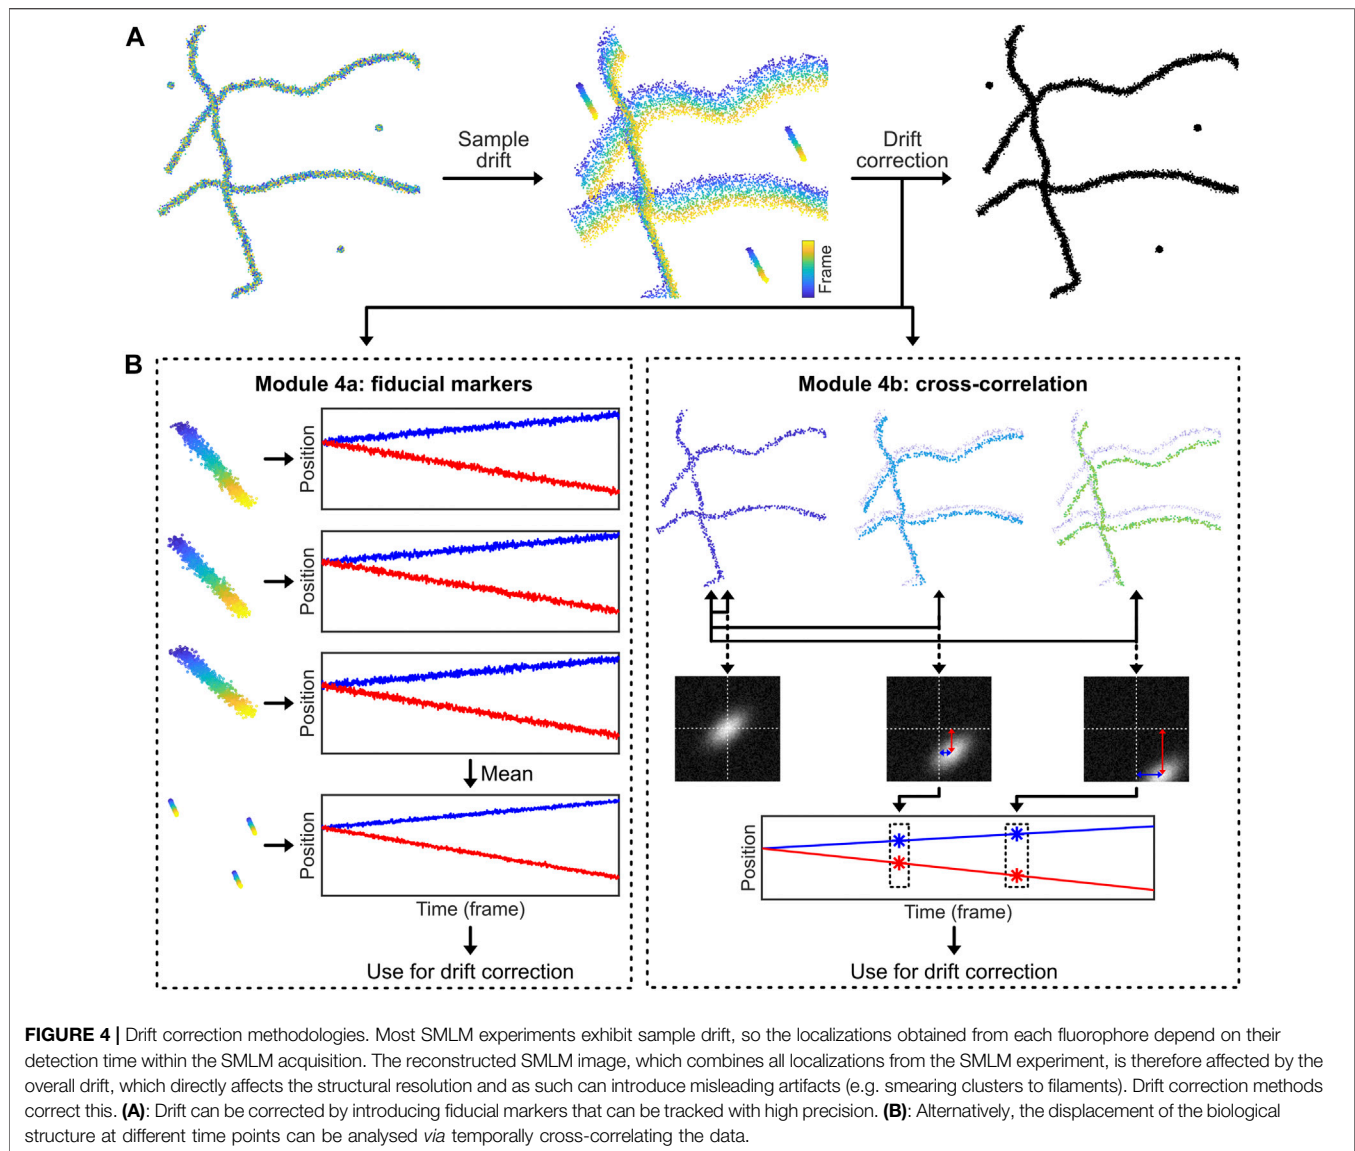 A
Sample
drift
Drift
correction
Frame
B
Module 4a: fiducial markers
Position
Position
Position
Mean
Position
Time (frame)
Use for drift correction
Module 4b: cross-correlation
Position
Time (frame)
Use for drift correction
FIGURE 4 | Drift correction methodologies. Most SMLM experiments exhibit sample drift, so the localizations obtained from each fluorophore depend on their
detection time within the SMLM acquisition. The reconstructed SMLM image, which combines all localizations from the SMLM experiment, is therefore affected by the
overall drift, which directly affects the structural resolution and as such can introduce misleading artifacts (e.g. smearing clusters to filaments). Drift correction methods
correct this. (A): Drift can be corrected by introducing fiducial markers that can be tracked with high precision. (B): Alternatively, the displacement of the biological
structure at different time points can be analysed via temporally cross-correlating the data.